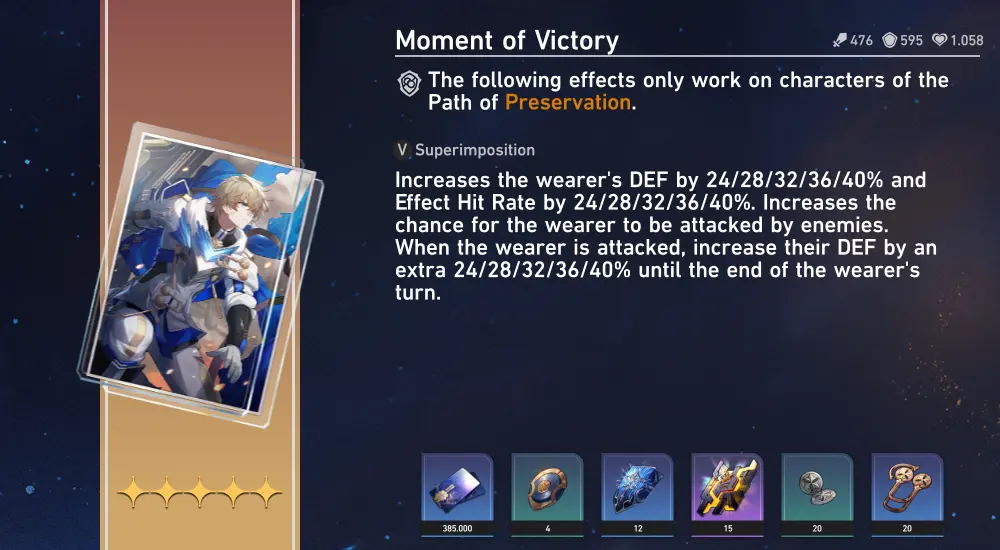 Moment of Victory
476 595 1.058
The following effects only work on characters of the
Path of Preservation.
V Superimposition
Increases the wearer's DEF by 24/28/32/36/40% and
Effect Hit Rate by 24/28/32/36/40%. Increases the
chance for the wearer to be attacked by enemies.
When the wearer is attacked, increase their DEF by an
extra 24/28/32/36/40% until the end of the wearer's
turn.
385.000 4 12 15 20 20